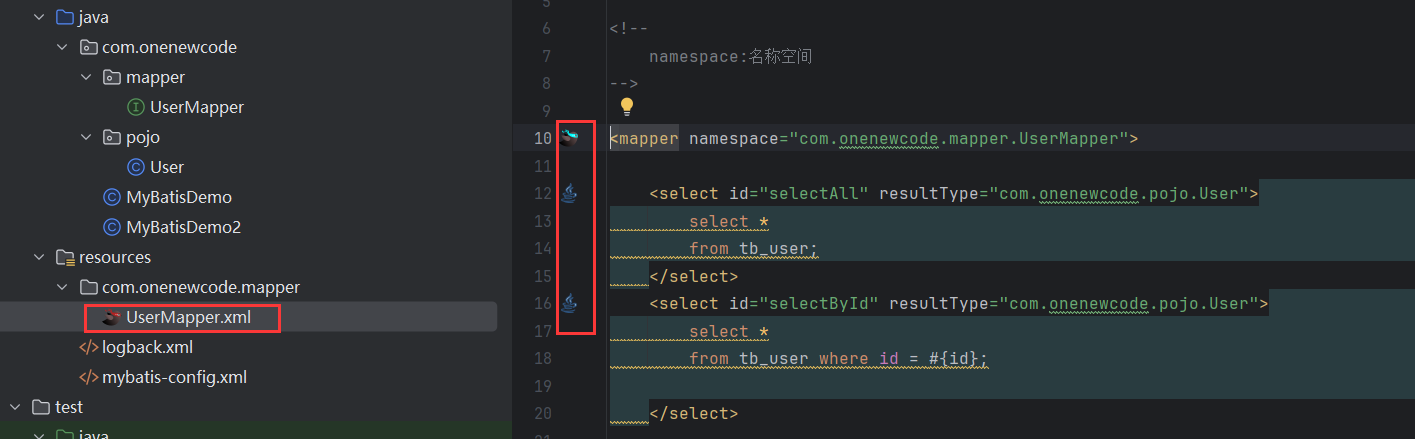 java
com.onenewcode
mapper
UserMapper
pojo
User
MyBatisDemo
MyBatisDemo2
resources
com.onenewcode.mapper
UserMapper.xml
logback.xml
mybatis-config.xml
test
java
5
6 <!--
7 namespace:名称空间
8 -->
9
10 <mapper namespace="com.onenewcode.mapper.UserMapper">
11
12 <select id="selectAll" resultType="com.onenewcode.pojo.User">
13 select *
14 from tb_user;
15 </select>
16 <select id="selectById" resultType="com.onenewcode.pojo.User">
17 select *
18 from tb_user where id = #{id};
19
20 </select>